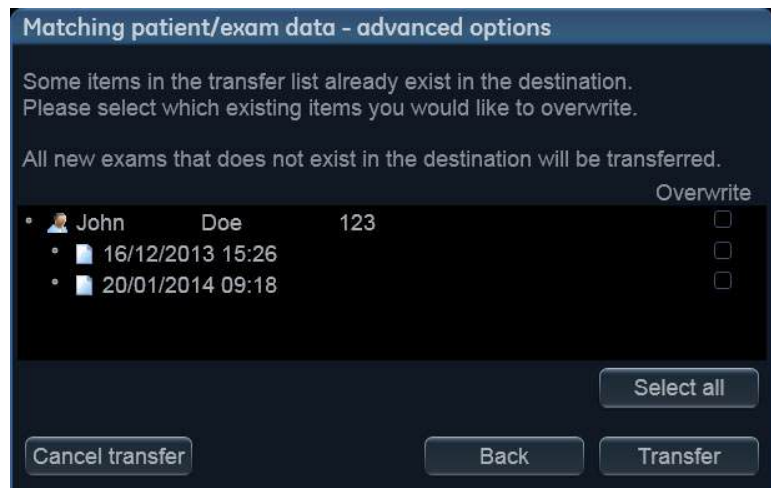 Matching patient/exam data - advanced options
Some items in the transfer list already exist in the destination.
Please select which existing items you would like to overwrite.
All new exams that does not exist in the destination will be transferred.
Overwrite
John Doe 123
16/12/2013 15:26
20/01/2014 09:18
Select all
Cancel transfer Back Transfer